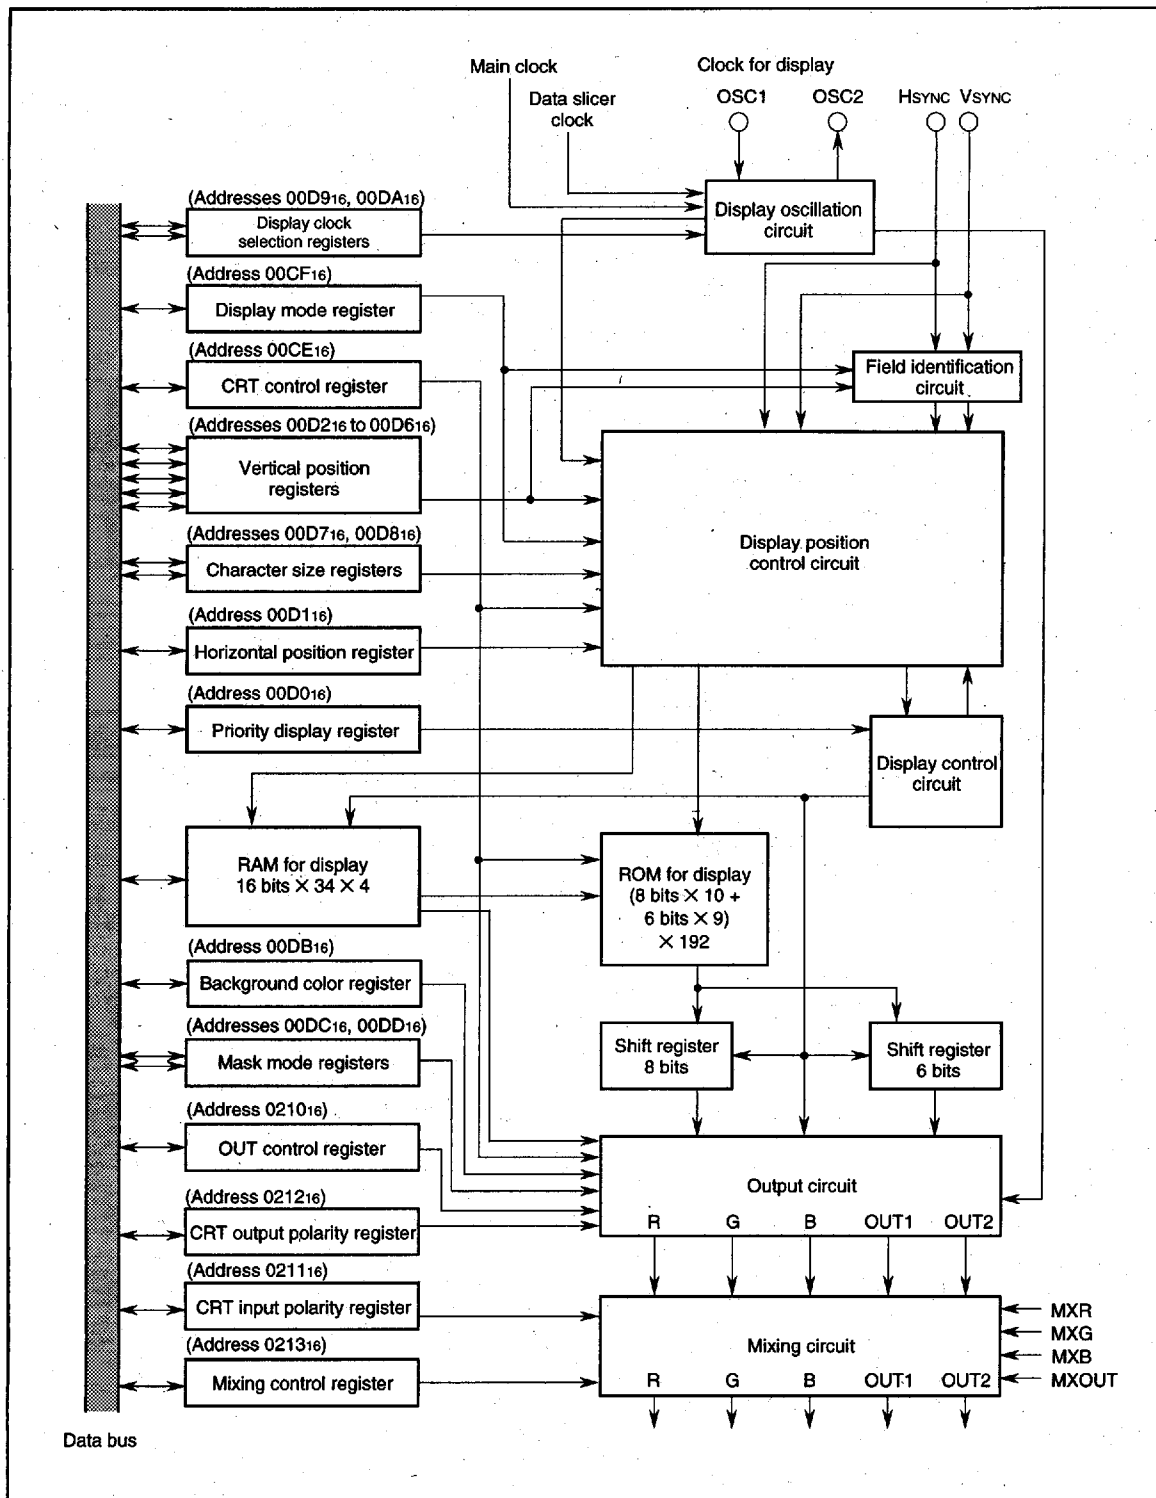 Main clock
Clock for display
Data slicer
clock
OSC1
OSC2
HSYNC
VSYNC
(Addresses 00D916, 00DA16)
Display clock
selection registers
Display oscillation
circuit
(Address 00CF16)
Display mode register
(Address 00CE16)
CRT control register
Field identification
circuit
(Addresses 00D216 to 00D616)
Vertical position
registers
(Addresses 00D716, 00D816)
Character size registers
Display position
control circuit
(Address 00D116)
Horizontal position register
(Address 00D016)
Priority display register
Display control
circuit
RAM for display
16 bits × 34 × 4
ROM for display
(8 bits × 10 +
6 bits × 9)
× 192
(Address 00DB16)
Background color register
(Addresses 00DC16, 00DD16)
Mask mode registers
Shift register
8 bits
Shift register
6 bits
(Address 021016)
OUT control register
Output circuit
R G B OUT1 OUT2
(Address 021216)
CRT output polarity register
(Address 021116)
CRT input polarity register
(Address 021316)
Mixing control register
Mixing circuit
R G B OUT1 OUT2
MXR
MXG
MXB
MXOUT
Data bus